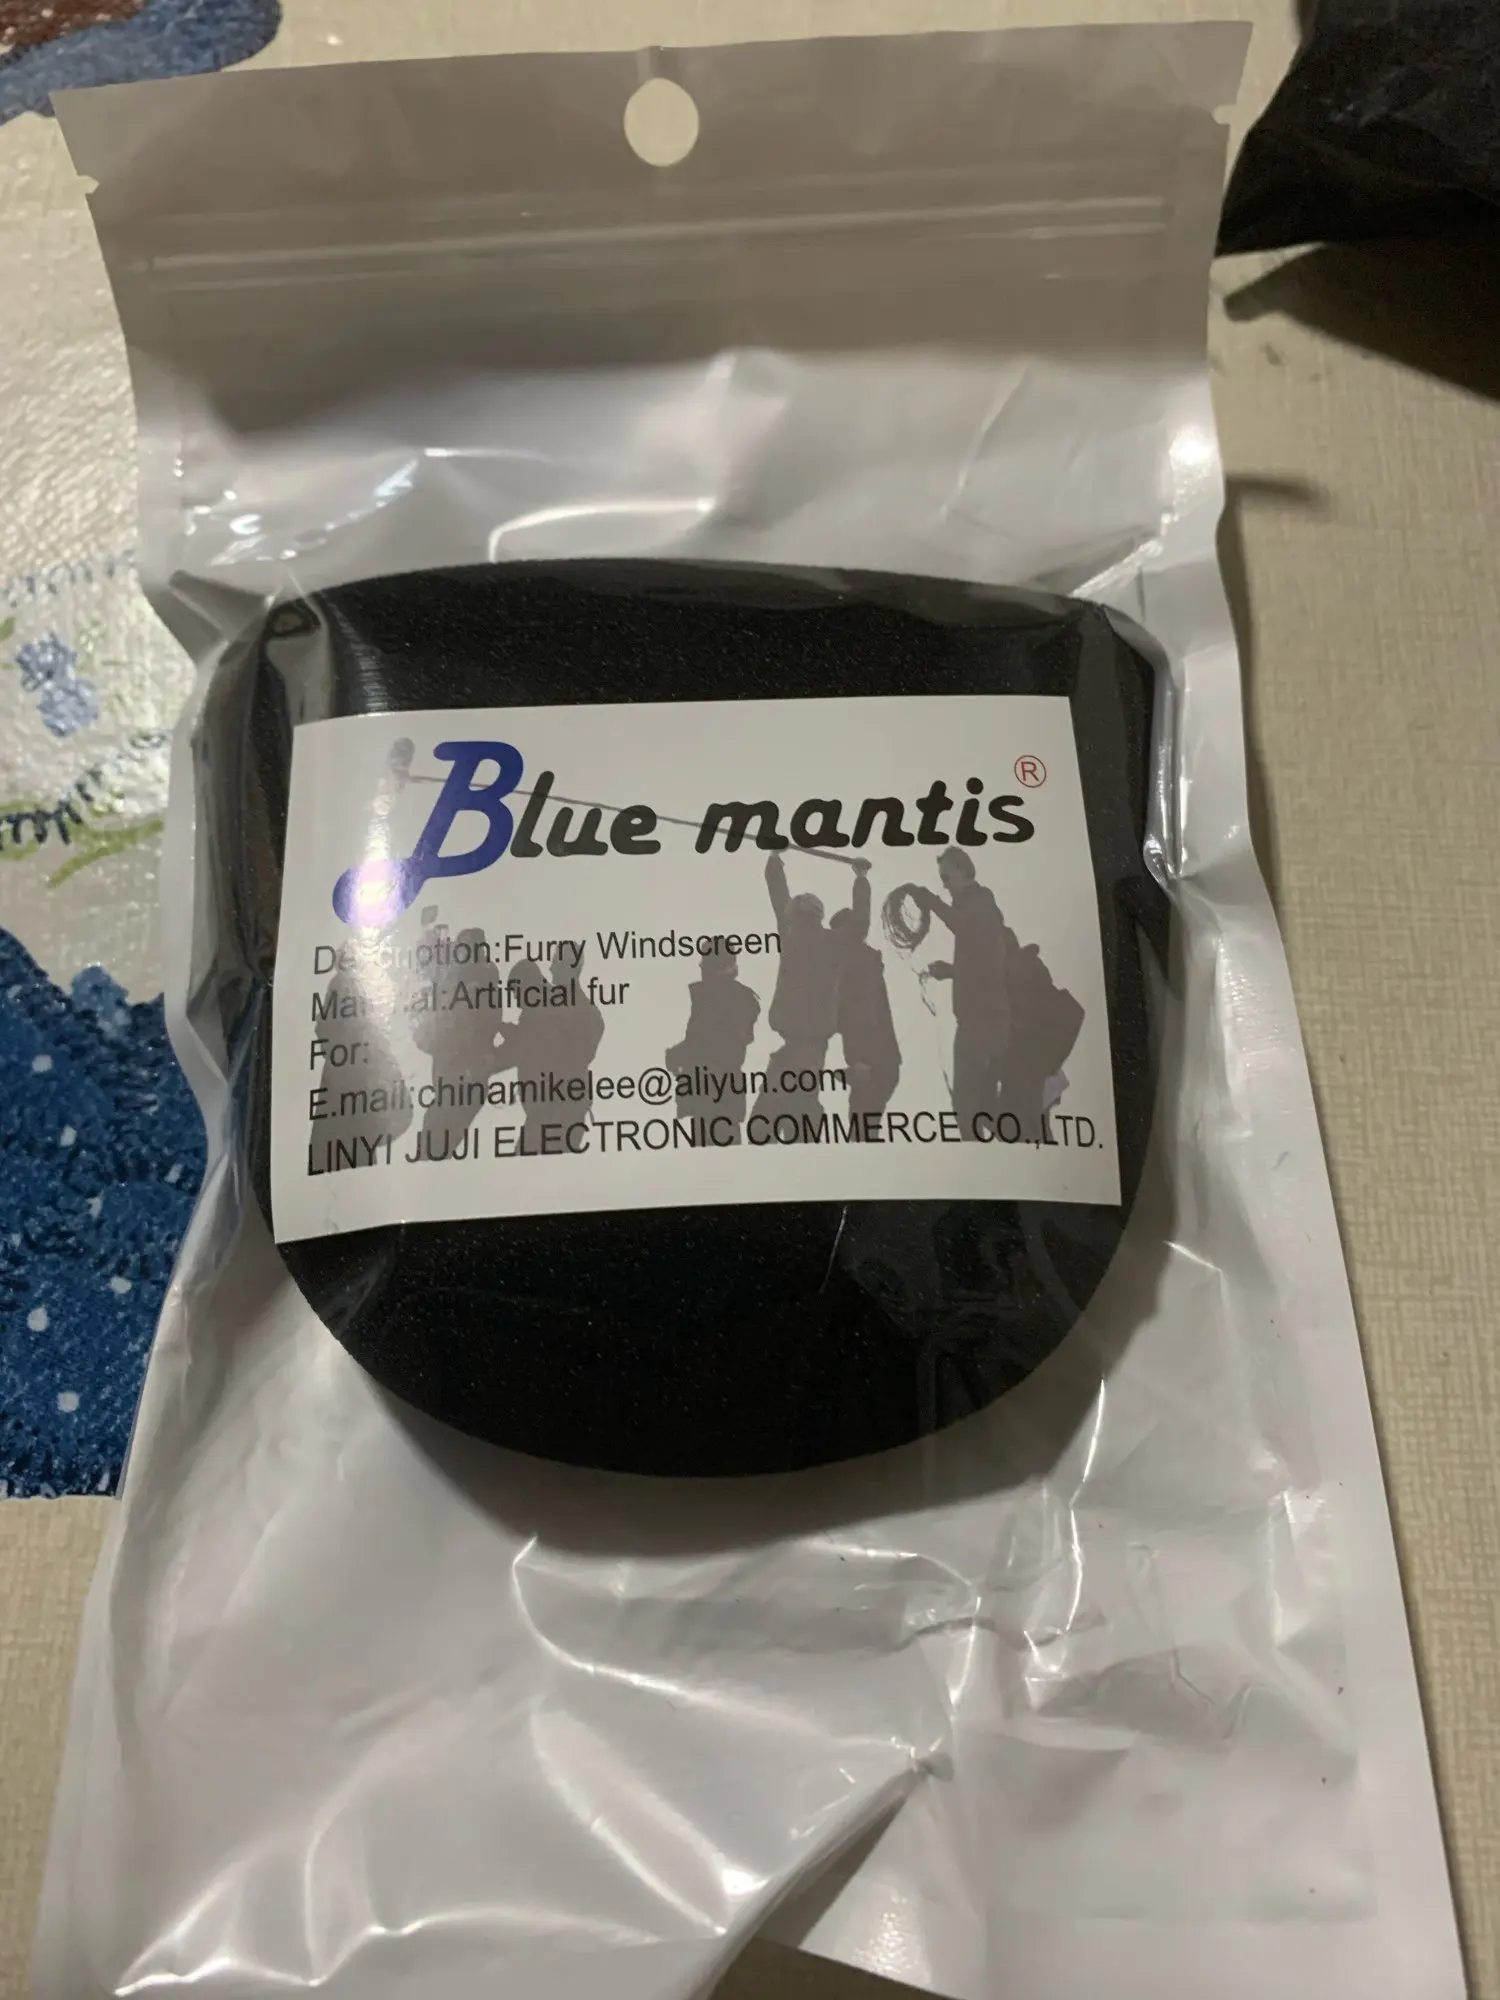 Blue mantis ®
Description:Furry Windscreen
Material:Artificial fur
For:
E.mail:chinamikelee@aliyun.com
LINYI JUJI ELECTRONIC COMMERCE CO.,LTD.